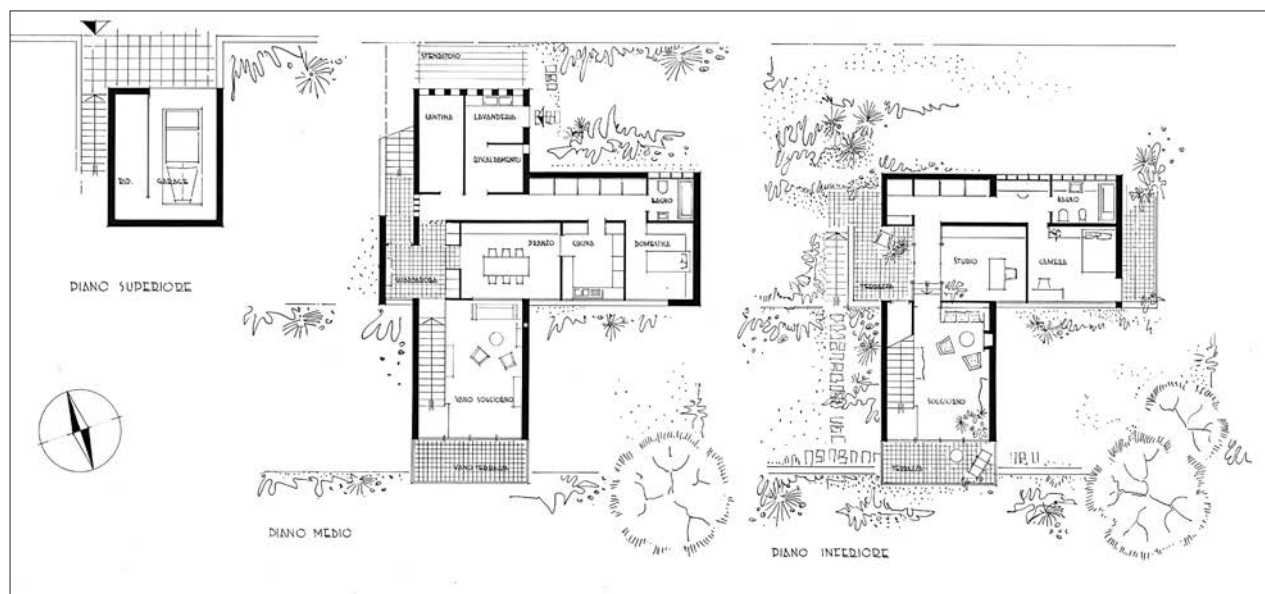 RIP. GARAGE
PIANO SUPERIORE
STENDITOIO
CANTINA
LAVANDERIA
RISCALDAMENTO
BAGNO
PRANZO
CUCINA
DOMESTICA
GUARDAROBA
VANO SOGGIORNO
VANO TERRAZZA
PIANO MEDIO
BAGNO
STUDIO
CAMERA
TERRAZZA
SOGGIORNO
TERRAZZA
PIANO INFERIORE